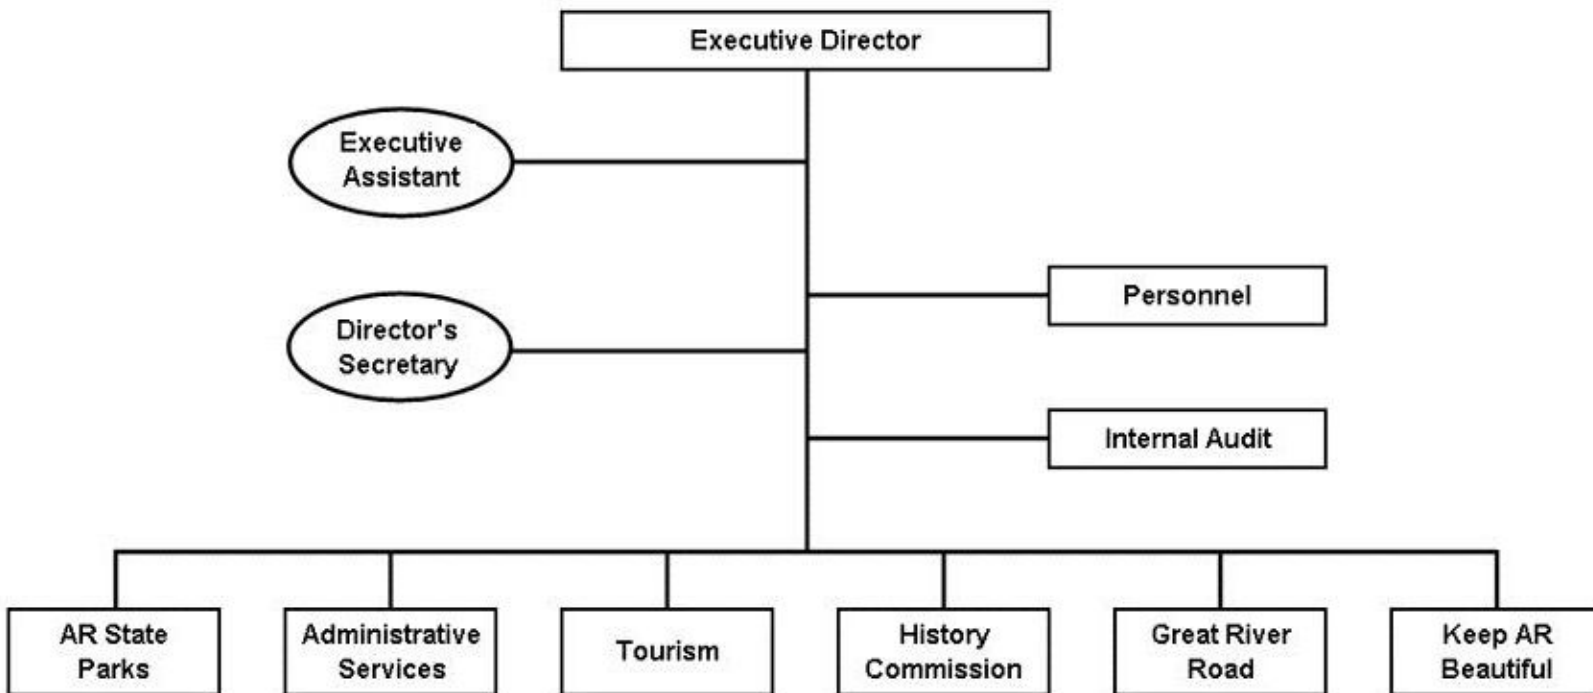 Executive Director
Executive
Assistant
Personnel
Director's
Secretary
Internal Audit
AR State
Parks
Administrative
Services
Tourism
History
Commission
Great River
Road
Keep AR
Beautiful